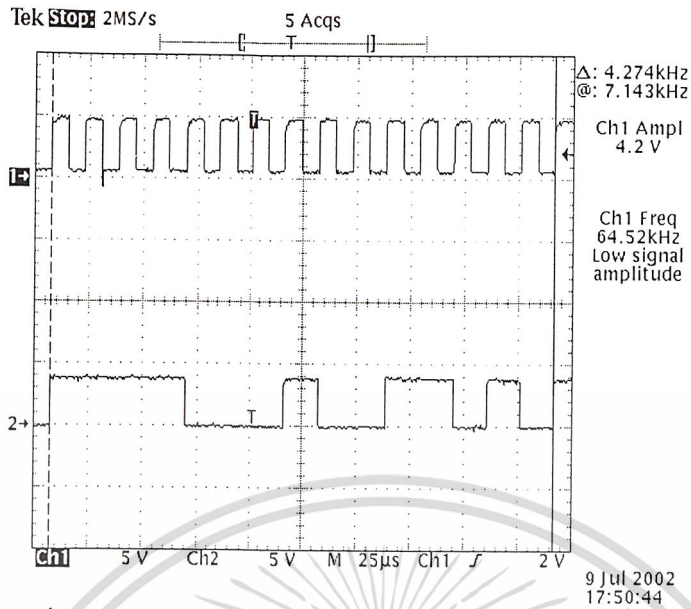 Tek Stop: 2MS/s 5 Acqs
[ T ]
Δ: 4.274kHz
@: 7.143kHz
Ch1 Ampl
4.2 V
T
1→
Ch1 Freq
64.52kHz
Low signal
amplitude
T
2→
Ch1 5 V Ch2 5 V M 25µs Ch1 2 V
9 Jul 2002
17:50:44